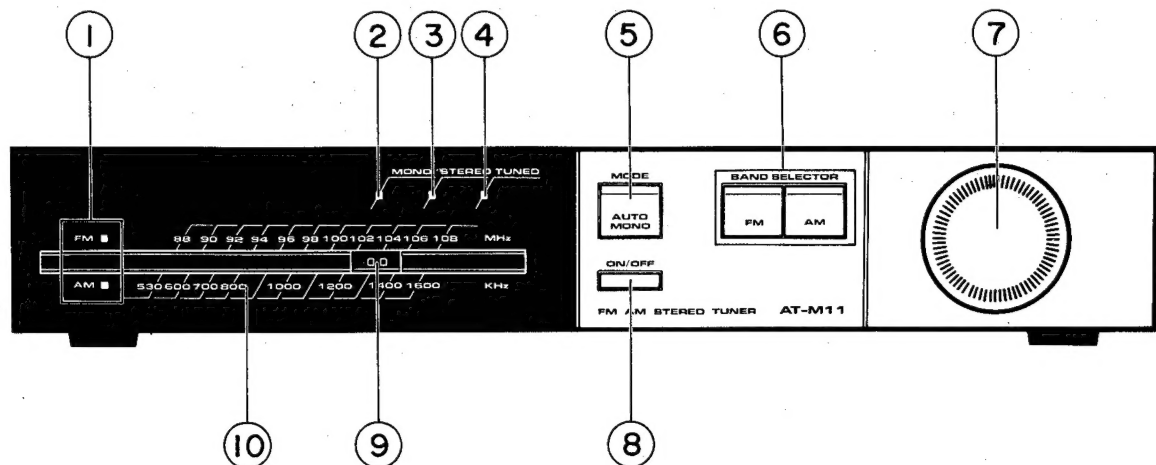 1 2 3 4 5 6 7
MONO STEREO TUNED
MODE
BAND SELECTOR
AUTO
MONO
FM
AM
FM
88 90 92 94 96 98 100 102 104 106 108 MHz
ON/OFF
AM
530 600 700 800 1000 1200 1400 1600 KHz
FM AM STEREO TUNER AT-M11
10 9 8